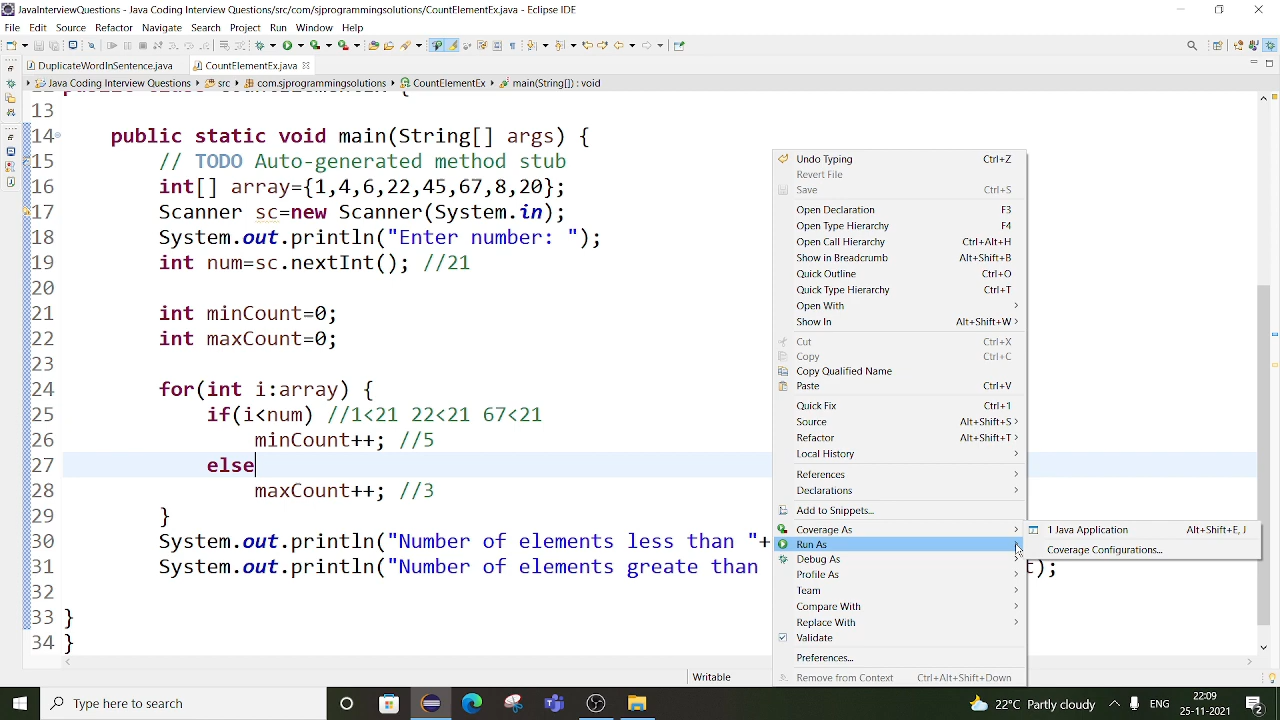 JavaInterviewQuestions - Java Coding Interview Questions/src/com/sjprogrammingsolutions/CountElementEx.java - Eclipse IDE
File Edit Source Refactor Navigate Search Project Run Window Help
DuplicateWordInSentence.java CountElementEx.java
Java Coding Interview Questions src com.sjprogrammingsolutions CountElementEx main(String[]) : void
13
14 public static void main(String[] args) {
15 // TODO Auto-generated method stub
16 int[] array={1,4,6,22,45,67,8,20};
17 Scanner sc=new Scanner(System.in);
18 System.out.println("Enter number: ");
19 int num=sc.nextInt(); //21
20
21 int minCount=0;
22 int maxCount=0;
23
24 for(int i:array) {
25 if(i<num) //1<21 22<21 67<21
26 minCount++; //5
27 else
28 maxCount++; //3
29 }
30 System.out.println("Number of elements less than "+
31 System.out.println("Number of elements greate than t);
32
33 }
34 }
Undo Typing Ctrl+Z
Revert File
Save Ctrl+S
Open Declaration F3
Open Type Hierarchy F4
Open Call Hierarchy Ctrl+Alt+H
Show in Breadcrumb Alt+Shift+B
Quick Outline Ctrl+O
Quick Type Hierarchy Ctrl+T
Open With
Show In Alt+Shift+W
Cut Ctrl+X
Copy Ctrl+C
Copy Qualified Name
Paste Ctrl+V
Quick Fix Ctrl+1
Source Alt+Shift+S
Refactor Alt+Shift+T
Local History
References
Declarations
Add to Snippets...
Coverage As
Run As
Debug As
Profile As
Team
Compare With
Replace With
Validate
Preferences...
Remove from Context Ctrl+Alt+Shift+Down
1 Java Application Alt+Shift+E, J
Coverage Configurations...
Writable
Type here to search
22°C Partly cloudy ENG 22:09
25-11-2021
2